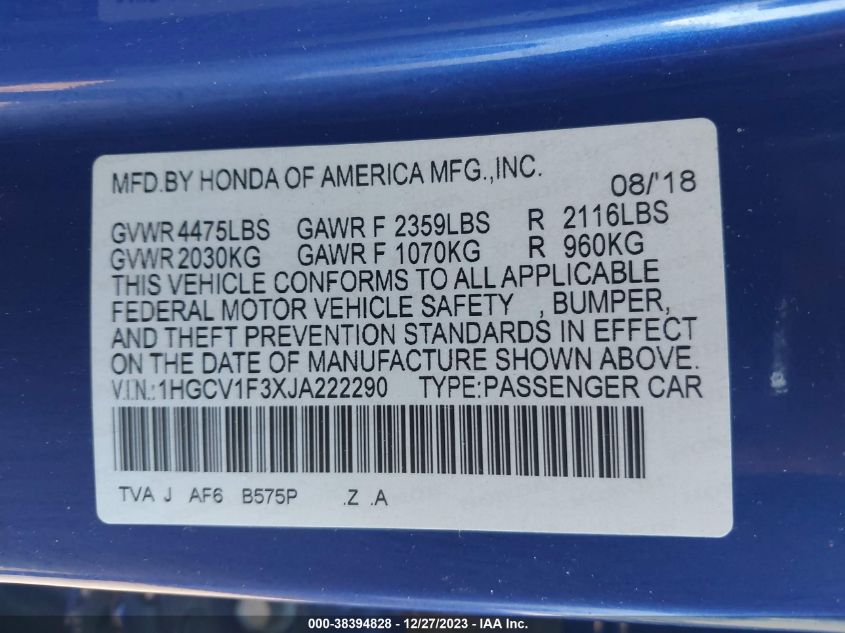 MFD.BY HONDA OF AMERICA MFG.,INC. 08/'18
GVWR 4475LBS GAWR F 2359LBS R 2116LBS
GVWR 2030KG GAWR F 1070KG R 960KG
THIS VEHICLE CONFORMS TO ALL APPLICABLE
FEDERAL MOTOR VEHICLE SAFETY , BUMPER,
AND THEFT PREVENTION STANDARDS IN EFFECT
ON THE DATE OF MANUFACTURE SHOWN ABOVE.
V.I.N.:1HGCV1F3XJA222290 TYPE:PASSENGER CAR
TVA J AF6 B575P .Z .A
000-38394828 - 12/27/2023 - IAA Inc.